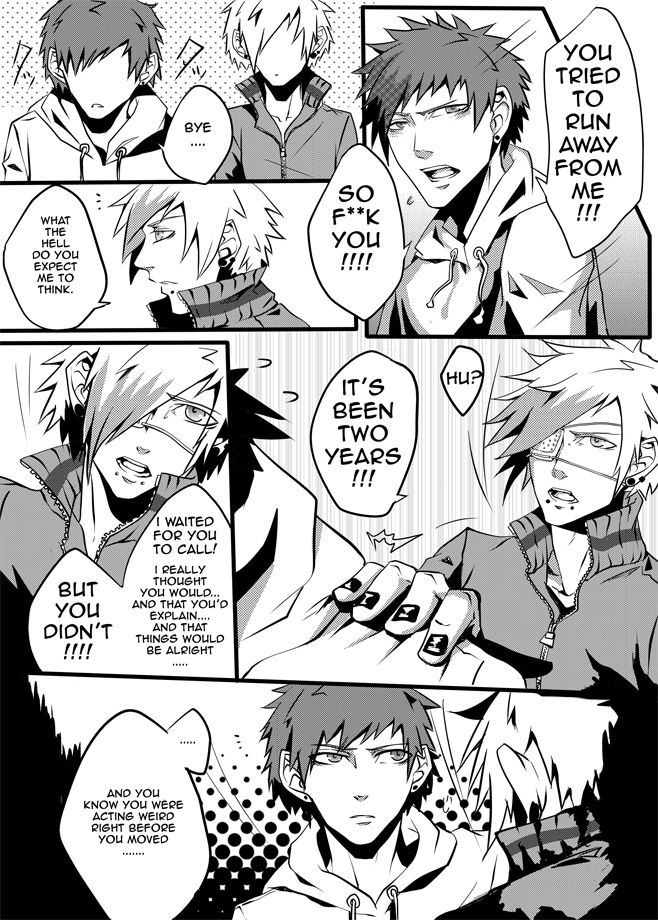 YOU
TRIED
TO
RUN
AWAY
FROM
ME
!!!
SO
F**K
YOU
!!!!
BYE
....
WHAT
THE
HELL
DO YOU
EXPECT
ME TO
THINK.
HU?
IT'S
BEEN
TWO
YEARS
!!!
I WAITED
FOR YOU
TO CALL!
I REALLY
THOUGHT
YOU WOULD...
AND THAT YOU'D
EXPLAIN....
AND THAT
THINGS WOULD
BE ALRIGHT
.....
BUT
YOU
DIDN'T
!!!!
.....
AND YOU
KNOW YOU WERE
ACTING WEIRD
RIGHT BEFORE
YOU MOVED
.......